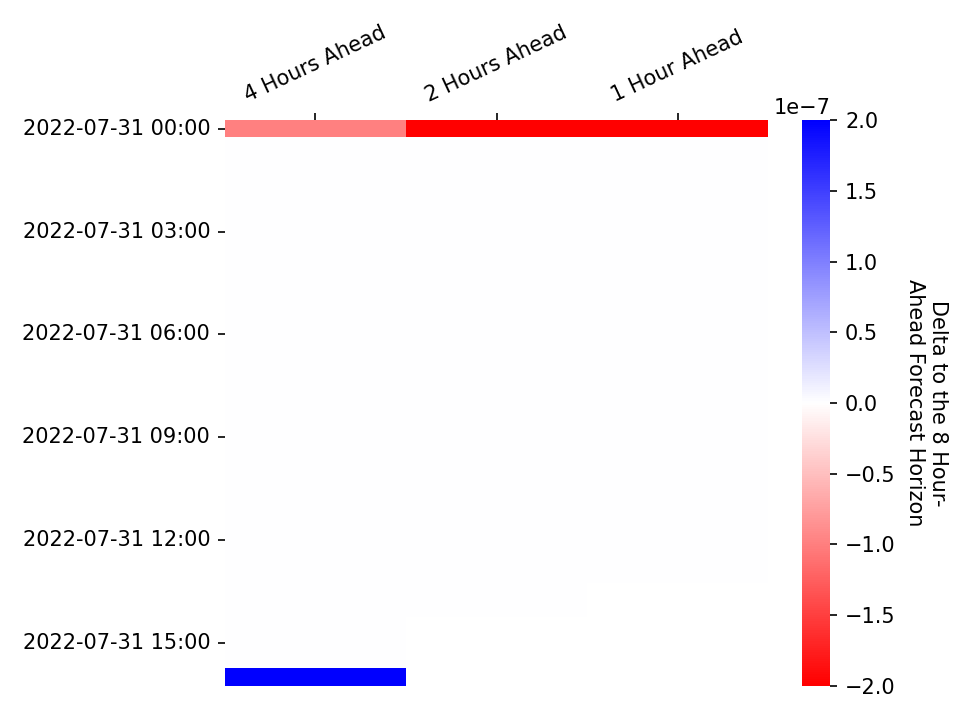 4 Hours Ahead
2 Hours Ahead
1 Hour Ahead
1e−7
2022-07-31 00:00
2022-07-31 03:00
2022-07-31 06:00
2022-07-31 09:00
2022-07-31 12:00
2022-07-31 15:00
2.0
1.5
1.0
0.5
0.0
−0.5
−1.0
−1.5
−2.0
Delta to the 8 Hour-
Ahead Forecast Horizon